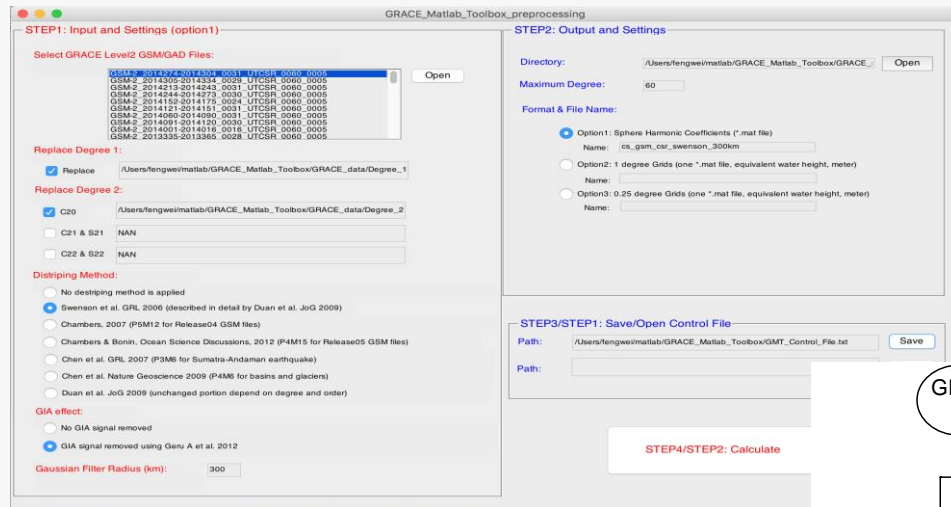 GRACE_Matlab_Toolbox_preprocessing
STEP1: Input and Settings (option1)
Select GRACE Level2 GSM/GAD Files:
GSM-2_2014274-2014304_0031_UTCSR_0060_0005
GSM-2_2014305-2014334_0029_UTCSR_0060_0005
GSM-2_2014213-2014243_0031_UTCSR_0060_0005
GSM-2_2014244-2014273_0030_UTCSR_0060_0005
GSM-2_2014152-2014175_0024_UTCSR_0060_0005
GSM-2_2014121-2014151_0031_UTCSR_0060_0005
GSM-2_2014060-2014090_0031_UTCSR_0060_0005
GSM-2_2014091-2014120_0030_UTCSR_0060_0005
GSM-2_2014001-2014016_0016_UTCSR_0060_0005
GSM-2_2013335-2013365_0028_UTCSR_0060_0005
Open
Replace Degree 1:
Replace /Users/fengwei/matlab/GRACE_Matlab_Toolbox/GRACE_data/Degree_1
Replace Degree 2:
C20 /Users/fengwei/matlab/GRACE_Matlab_Toolbox/GRACE_data/Degree_2
C21 & S21 NAN
C22 & S22 NAN
Distriping Method:
No destriping method is applied
Swenson et al. GRL 2006 (described in detail by Duan et al. JoG 2009)
Chambers, 2007 (P5M12 for Release04 GSM files)
Chambers & Bonin, Ocean Science Discussions, 2012 (P4M15 for Release05 GSM files)
Chen et al. GRL 2007 (P3M6 for Sumatra-Andaman earthquake)
Chen et al. Nature Geoscience 2009 (P4M6 for basins and glaciers)
Duan et al. JoG 2009 (unchanged portion depend on degree and order)
GIA effect:
No GIA signal removed
GIA signal removed using Geru A et al. 2012
Gaussian Filter Radius (km): 300
STEP2: Output and Settings
Directory: /Users/fengwei/matlab/GRACE_Matlab_Toolbox/GRACE_ Open
Maximum Degree: 60
Format & File Name:
Option1: Sphere Harmonic Coefficients (*.mat file)
Name: cs_gsm_csr_swenson_300km
Option2: 1 degree Grids (one *.mat file, equivalent water height, meter)
Name:
Option3: 0.25 degree Grids (one *.mat file, equivalent water height, meter)
Name:
STEP3/STEP1: Save/Open Control File
Path: /Users/fengwei/matlab/GRACE_Matlab_Toolbox/GMT_Control_File.txt Save
Path:
STEP4/STEP2: Calculate